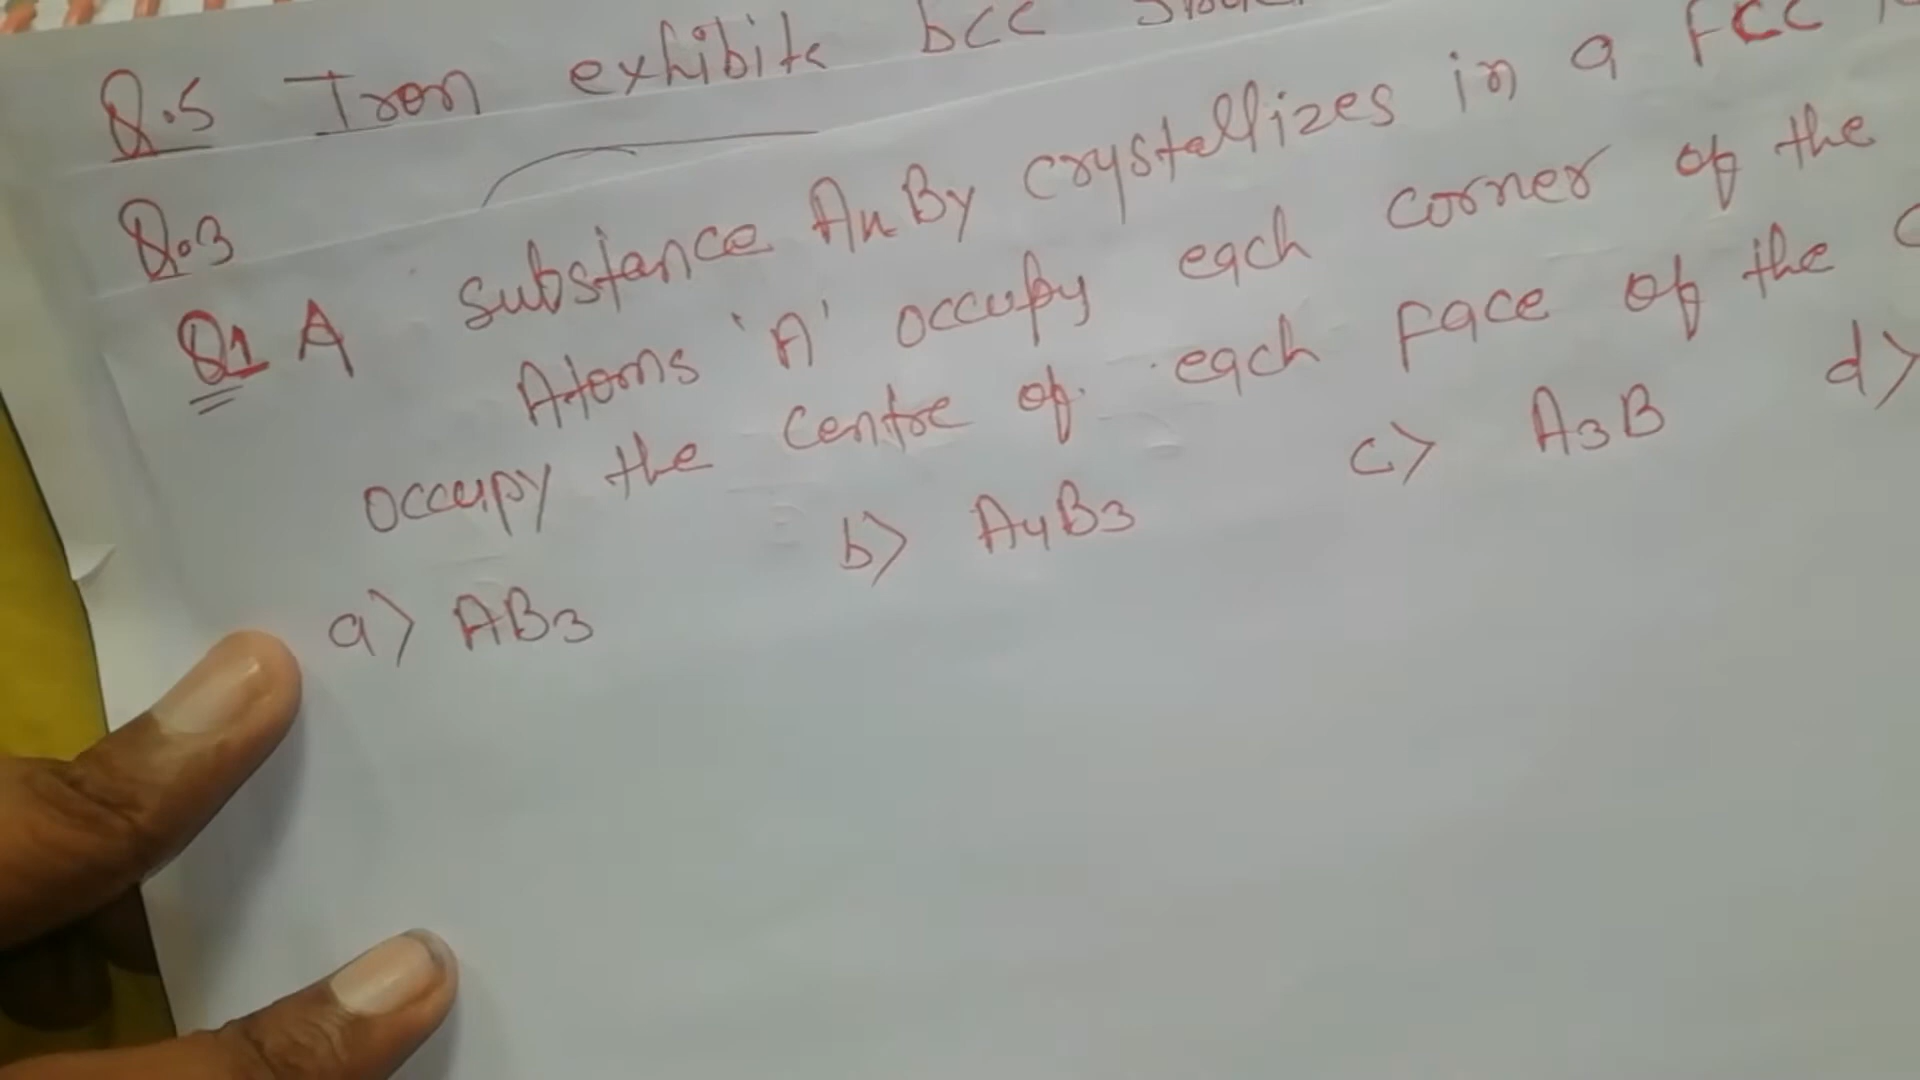 Q.5 Iron exhibits bcc
Q.3
Q1 A substance AxBy crystallizes in a FCC
Atoms 'A' occupy each corner of the
occupy the centre of each face of the
a) AB3 b) A4B3 c) A3B d)